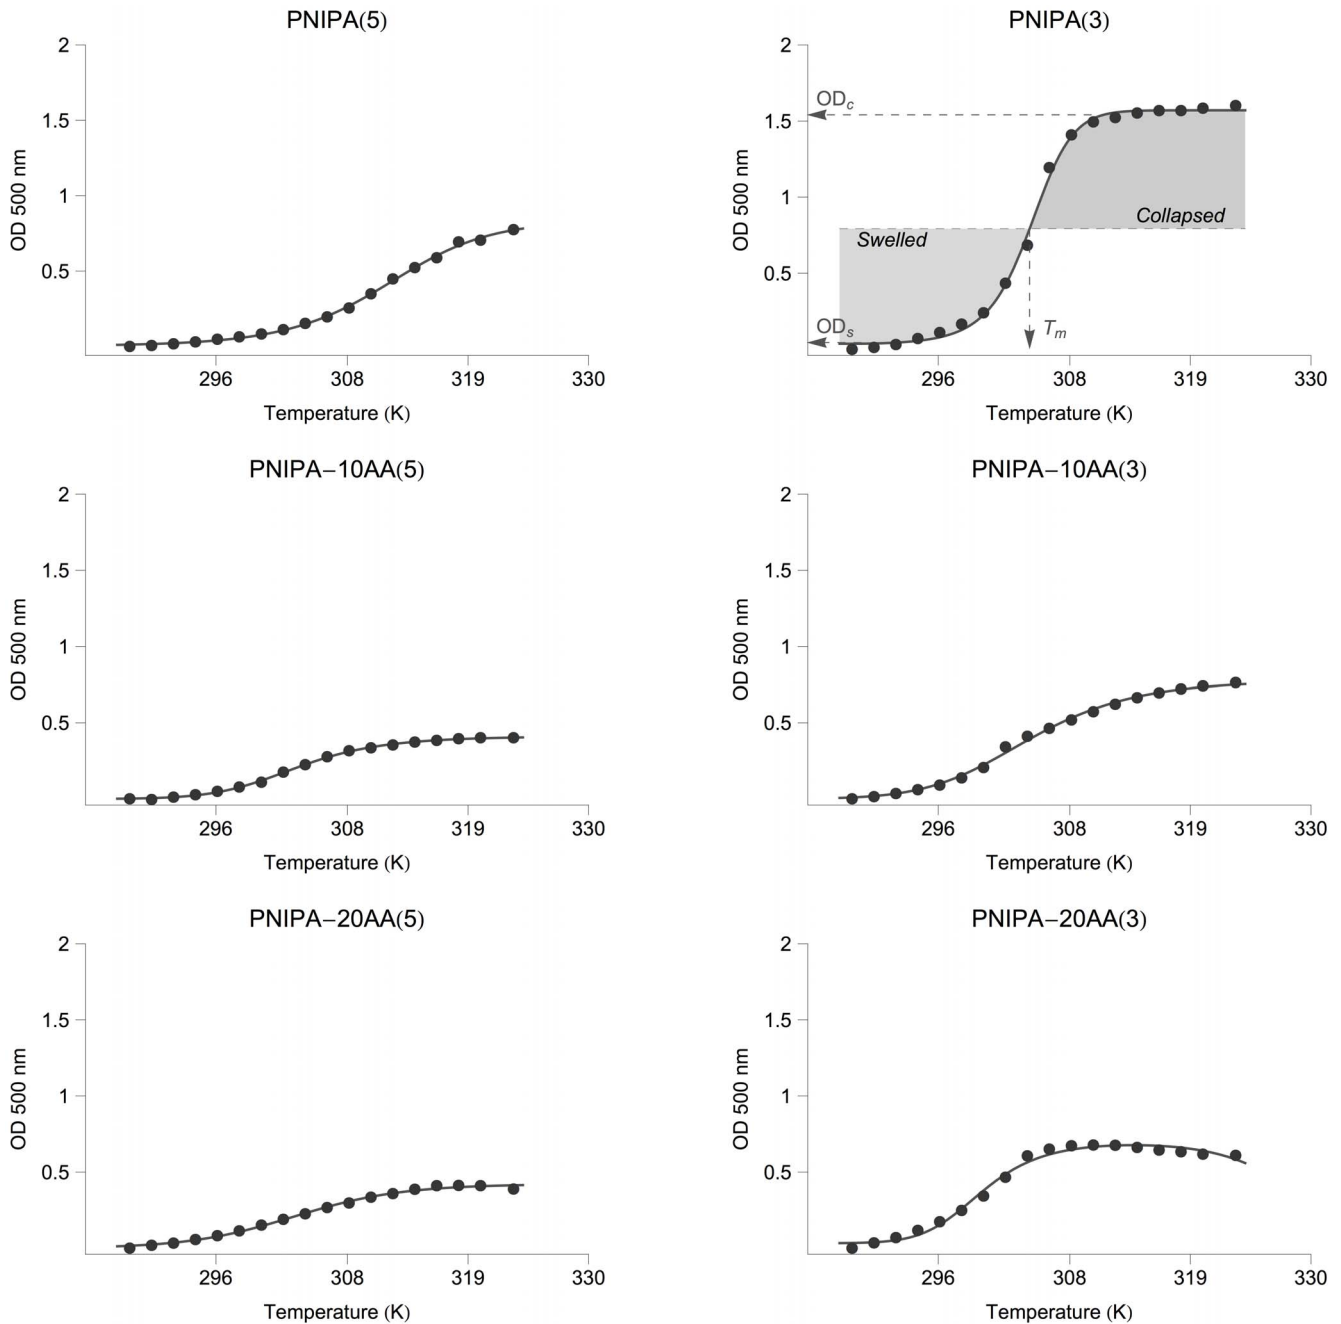 PNIPA(5)
2
1.5
1
0.5
OD 500 nm
296 308 319 330
Temperature (K)
PNIPA(3)
2
1.5
1
0.5
OD 500 nm
ODc
Collapsed
Swelled
ODs
Tm
296 308 319 330
Temperature (K)
PNIPA−10AA(5)
2
1.5
1
0.5
OD 500 nm
296 308 319 330
Temperature (K)
PNIPA−10AA(3)
2
1.5
1
0.5
OD 500 nm
296 308 319 330
Temperature (K)
PNIPA−20AA(5)
2
1.5
1
0.5
OD 500 nm
296 308 319 330
Temperature (K)
PNIPA−20AA(3)
2
1.5
1
0.5
OD 500 nm
296 308 319 330
Temperature (K)